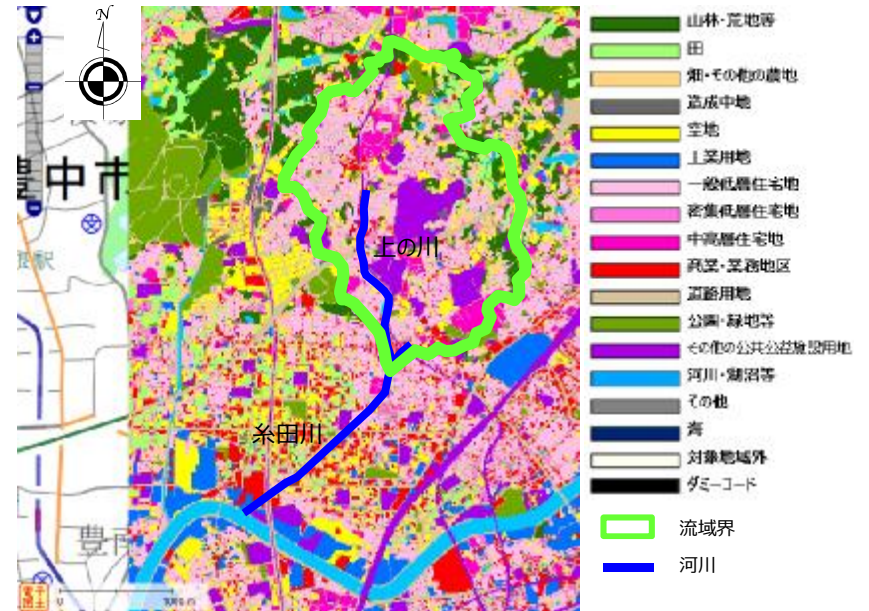 N
豊中市
上の川
糸田川
山林・荒地等
田
畑・その他の農地
造成中地
空地
工業用地
一般低層住宅地
密集低層住宅地
中高層住宅地
商業・業務地区
道路用地
公園・緑地等
その他の公共公益施設用地
河川・湖沼等
その他
海
対象地域外
ダミーコード
流域界
河川